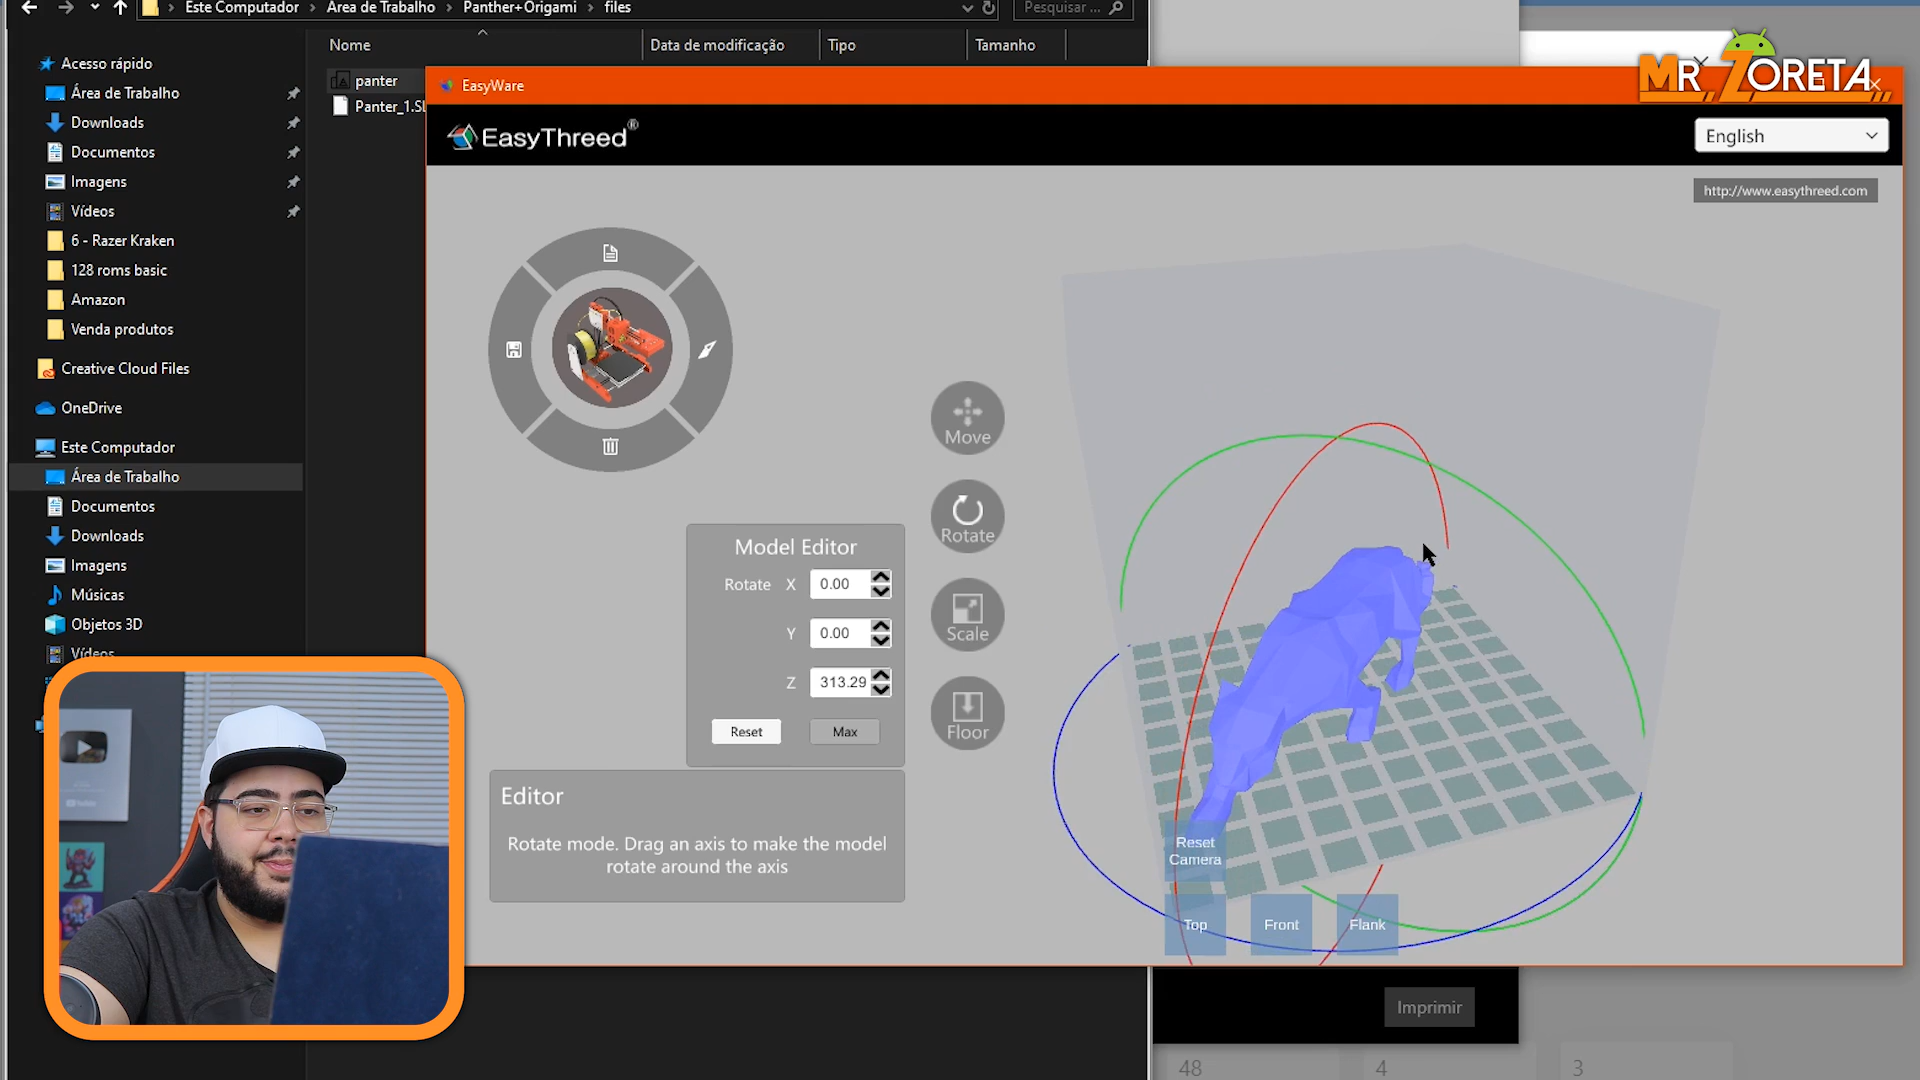 Este Computador > Área de Trabalho > Panther+Origami > files
Pesquisar ...
Nome
Data de modificação
Tipo
Tamanho
Acesso rápido
Área de Trabalho
Downloads
Documentos
Imagens
Vídeos
6 - Razer Kraken
128 roms basic
Amazon
Venda produtos
Creative Cloud Files
OneDrive
Este Computador
Área de Trabalho
Documentos
Downloads
Imagens
Músicas
Objetos 3D
Vídeos
panter
Panter_1.SL
MR ZORETA
EasyWare
EasyThreed®
English
http://www.easythreed.com
Move
Rotate
Scale
Floor
Model Editor
Rotate X 0.00
Y 0.00
Z 313.29
Reset
Max
Editor
Rotate mode. Drag an axis to make the model
rotate around the axis
Reset
Camera
Top
Front
Flank
Imprimir
48
4
3